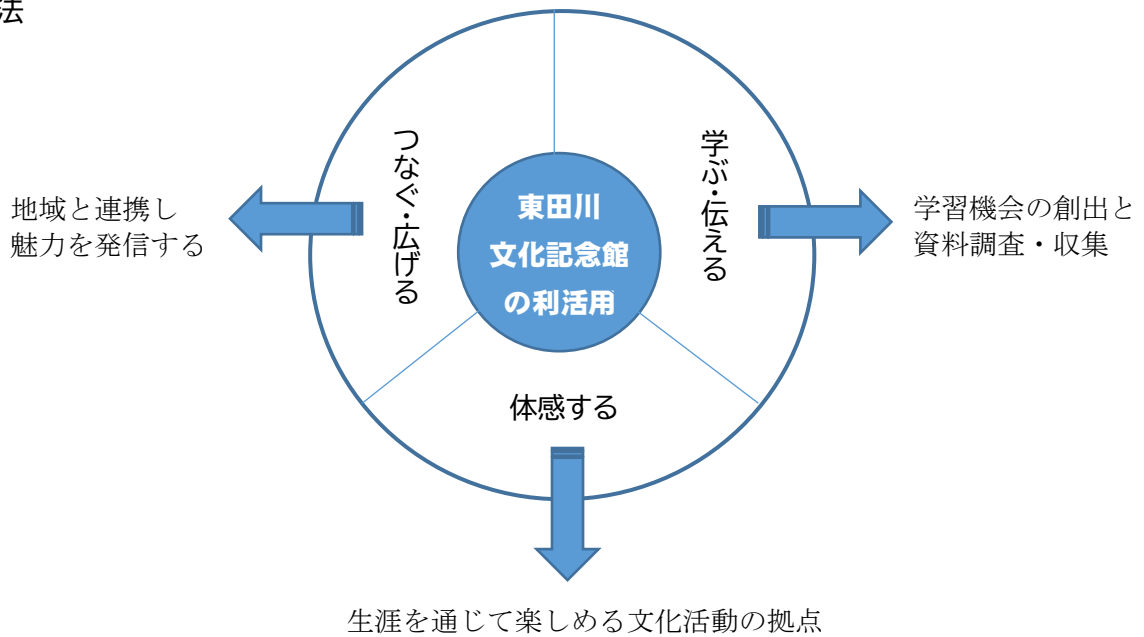 法
つなぐ・広げる
学ぶ・伝える
東田川
文化記念館
の利活用
地域と連携し
魅力を発信する
学習機会の創出と
資料調査・収集
体感する
生涯を通じて楽しめる文化活動の拠点